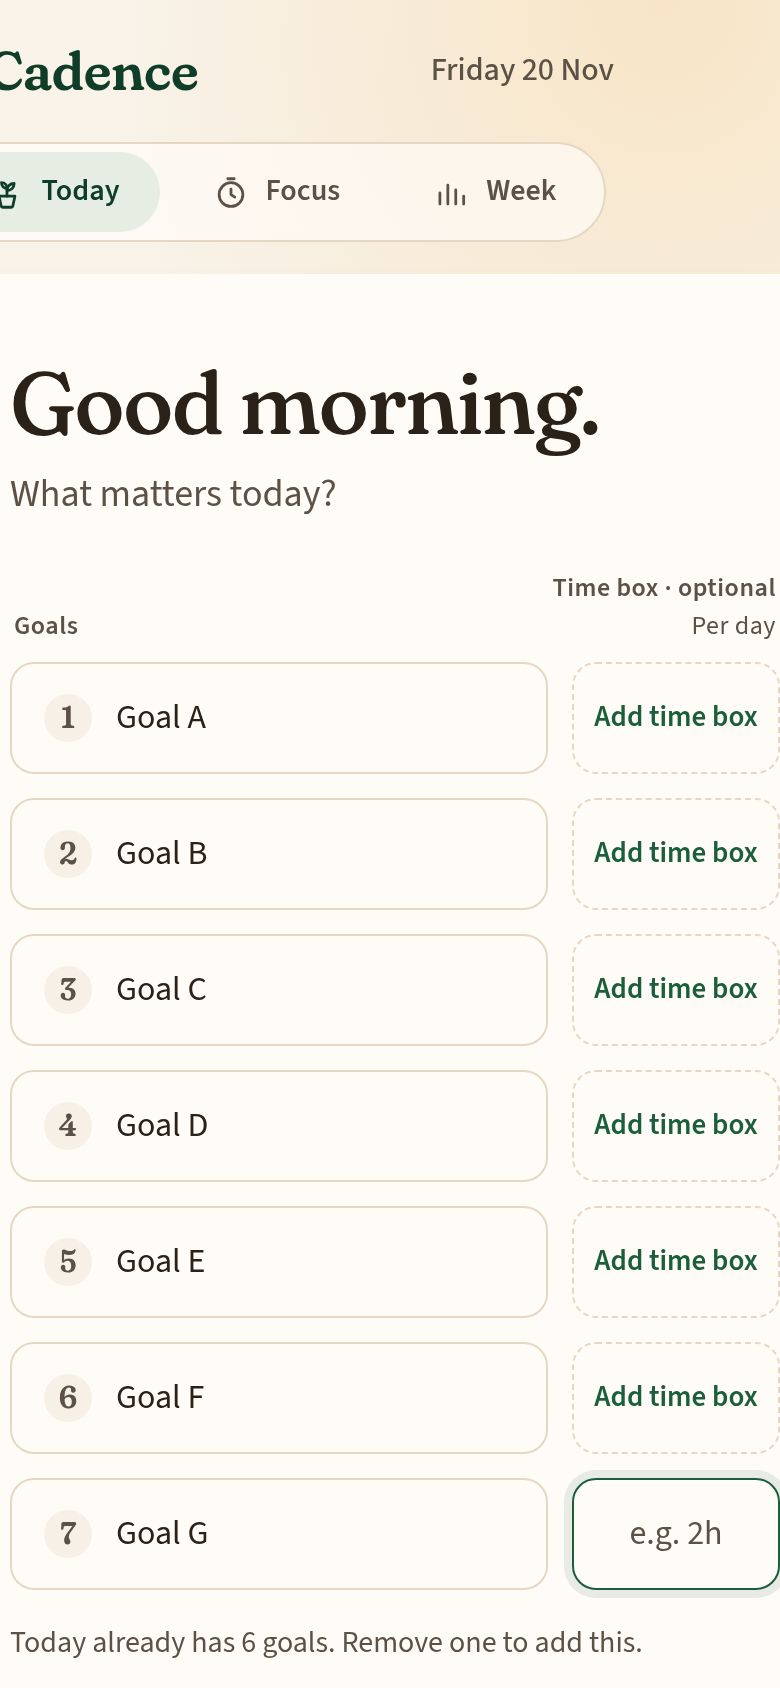 Cadence
Friday 20 Nov
Today
Focus
Week
Good morning.
What matters today?
Time box · optional
Goals
Per day
1 Goal A
Add time box
2 Goal B
Add time box
3 Goal C
Add time box
4 Goal D
Add time box
5 Goal E
Add time box
6 Goal F
Add time box
7 Goal G
e.g. 2h
Today already has 6 goals. Remove one to add this.